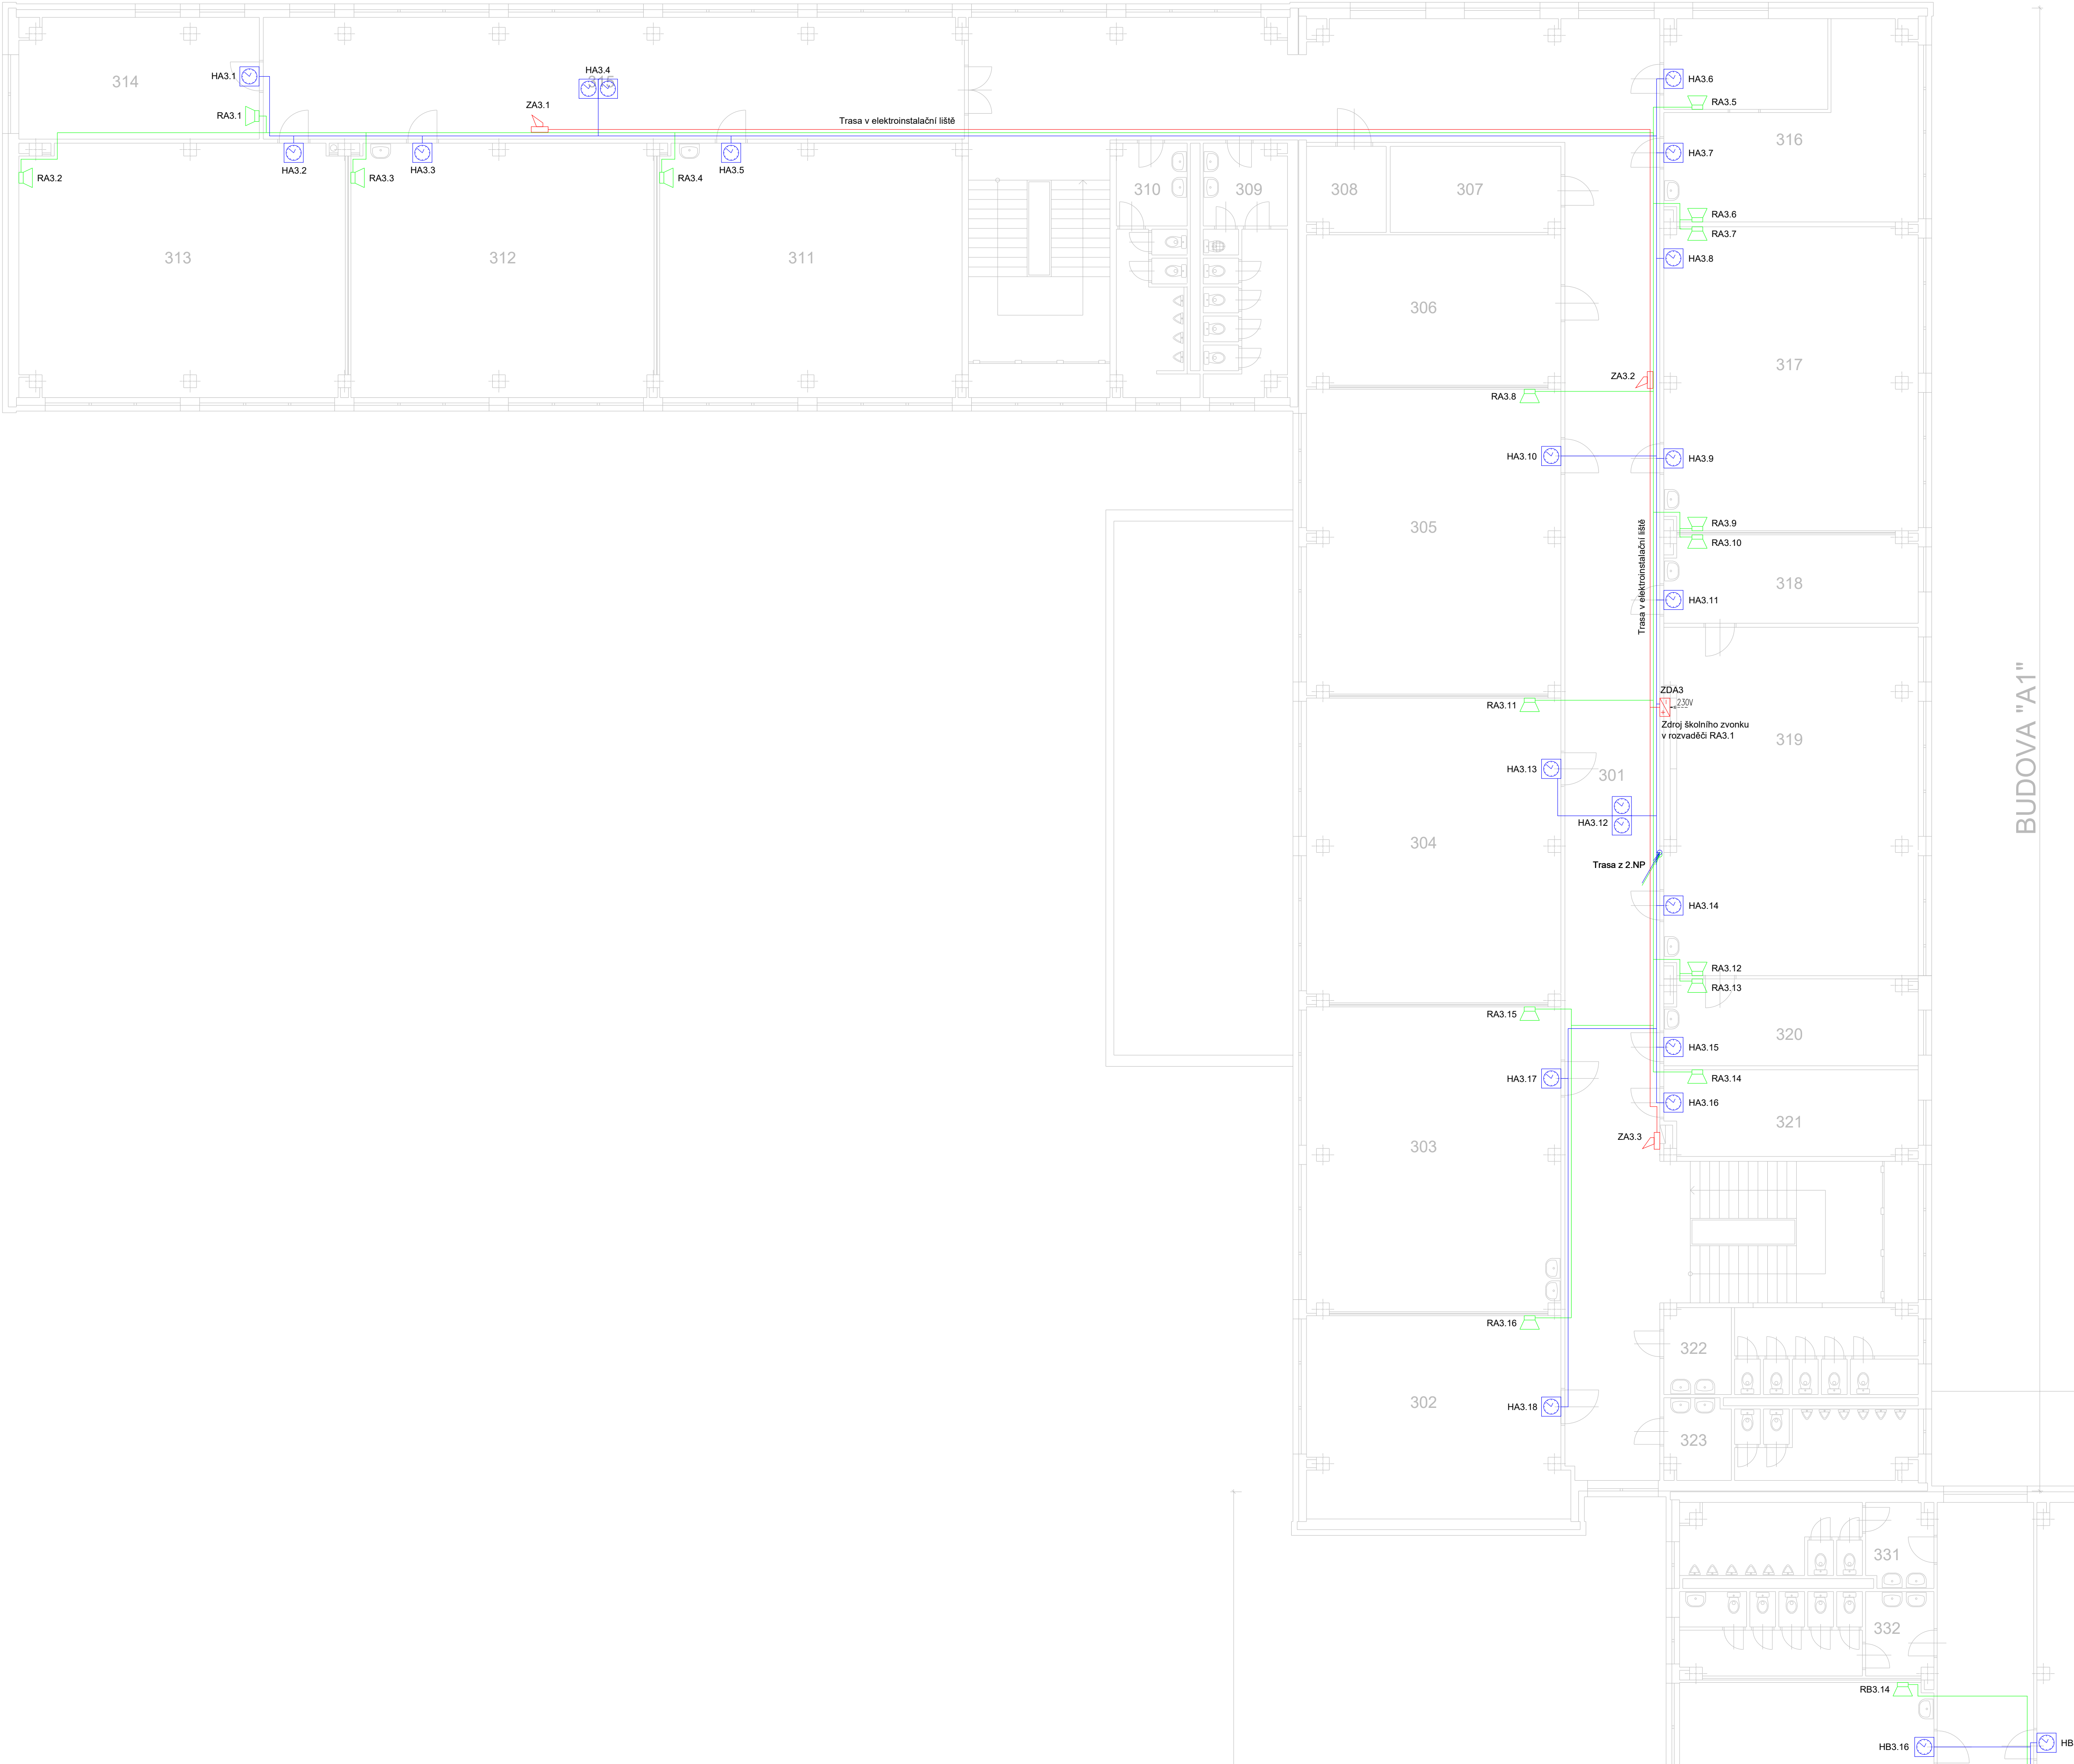 HA3.4
314
HA3.1
ZA3.1
RA3.1
Trasa v elektroinstalační liště
HA3.6
RA3.5
316
HA3.7
HA3.2
HA3.3
HA3.5
RA3.2
RA3.3
RA3.4
310
309
308
307
RA3.6
RA3.7
313
312
311
HA3.8
306
317
ZA3.2
RA3.8
HA3.10
HA3.9
305
Trasa v elektroinstalační liště
RA3.9
RA3.10
318
HA3.11
BUDOVA "A1"
ZDA3
230V
RA3.11
Zdroj školního zvonku
v rozvaděči RA3.1
319
HA3.13
301
HA3.12
304
Trasa z 2.NP
HA3.14
RA3.12
RA3.13
RA3.15
320
HA3.15
HA3.17
RA3.14
HA3.16
321
ZA3.3
303
RA3.16
322
302
HA3.18
323
331
332
RB3.14
HB3.16
HB